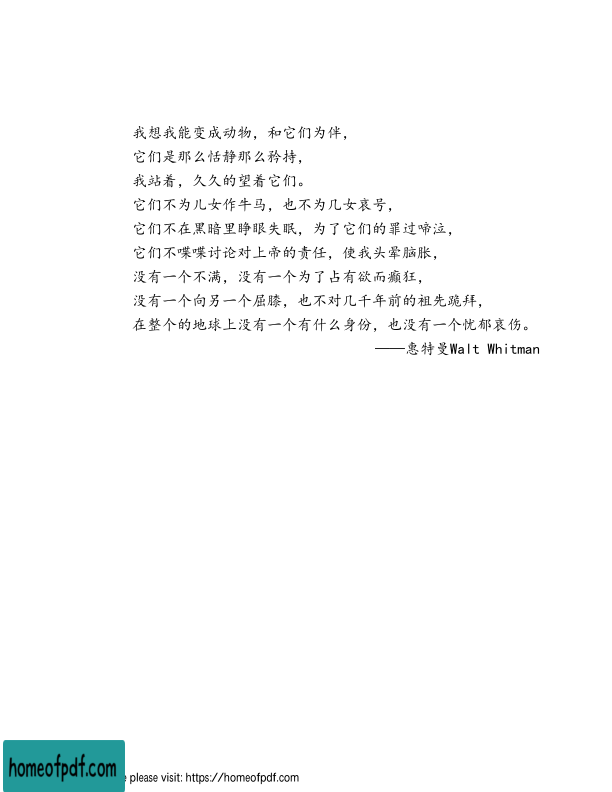 我想我能变成动物，和它们为伴，
它们是那么恬静那么矜持，
我站着，久久的望着它们。
它们不为儿女作牛马，也不为儿女哀号，
它们不在黑暗里睁眼失眠，为了它们的罪过啼泣，
它们不喋喋讨论对上帝的责任，使我头晕脑胀，
没有一个不满，没有一个为了占有欲而癫狂，
没有一个向另一个屈膝，也不对几千年前的祖先跪拜，
在整个的地球上没有一个有什么身份，也没有一个忧郁哀伤。
——惠特曼Walt Whitman
homeofpdf.com
e please visit: https://homeofpdf.com